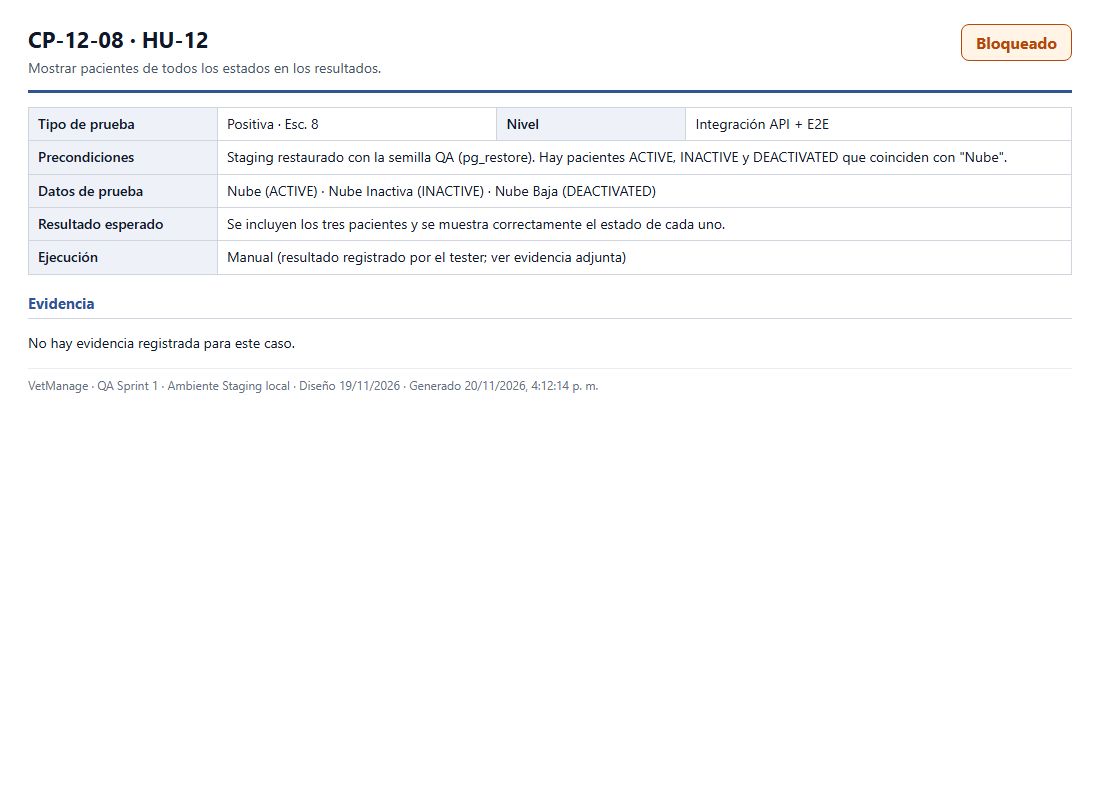 CP-12-08 · HU-12
Bloqueado
Mostrar pacientes de todos los estados en los resultados.
Tipo de prueba Positiva · Esc. 8 Nivel Integración API + E2E
Precondiciones Staging restaurado con la semilla QA (pg_restore). Hay pacientes ACTIVE, INACTIVE y DEACTIVATED que coinciden con "Nube".
Datos de prueba Nube (ACTIVE) · Nube Inactiva (INACTIVE) · Nube Baja (DEACTIVATED)
Resultado esperado Se incluyen los tres pacientes y se muestra correctamente el estado de cada uno.
Ejecución Manual (resultado registrado por el tester; ver evidencia adjunta)
Evidencia
No hay evidencia registrada para este caso.
VetManage · QA Sprint 1 · Ambiente Staging local · Diseño 19/11/2026 · Generado 20/11/2026, 4:12:14 p. m.